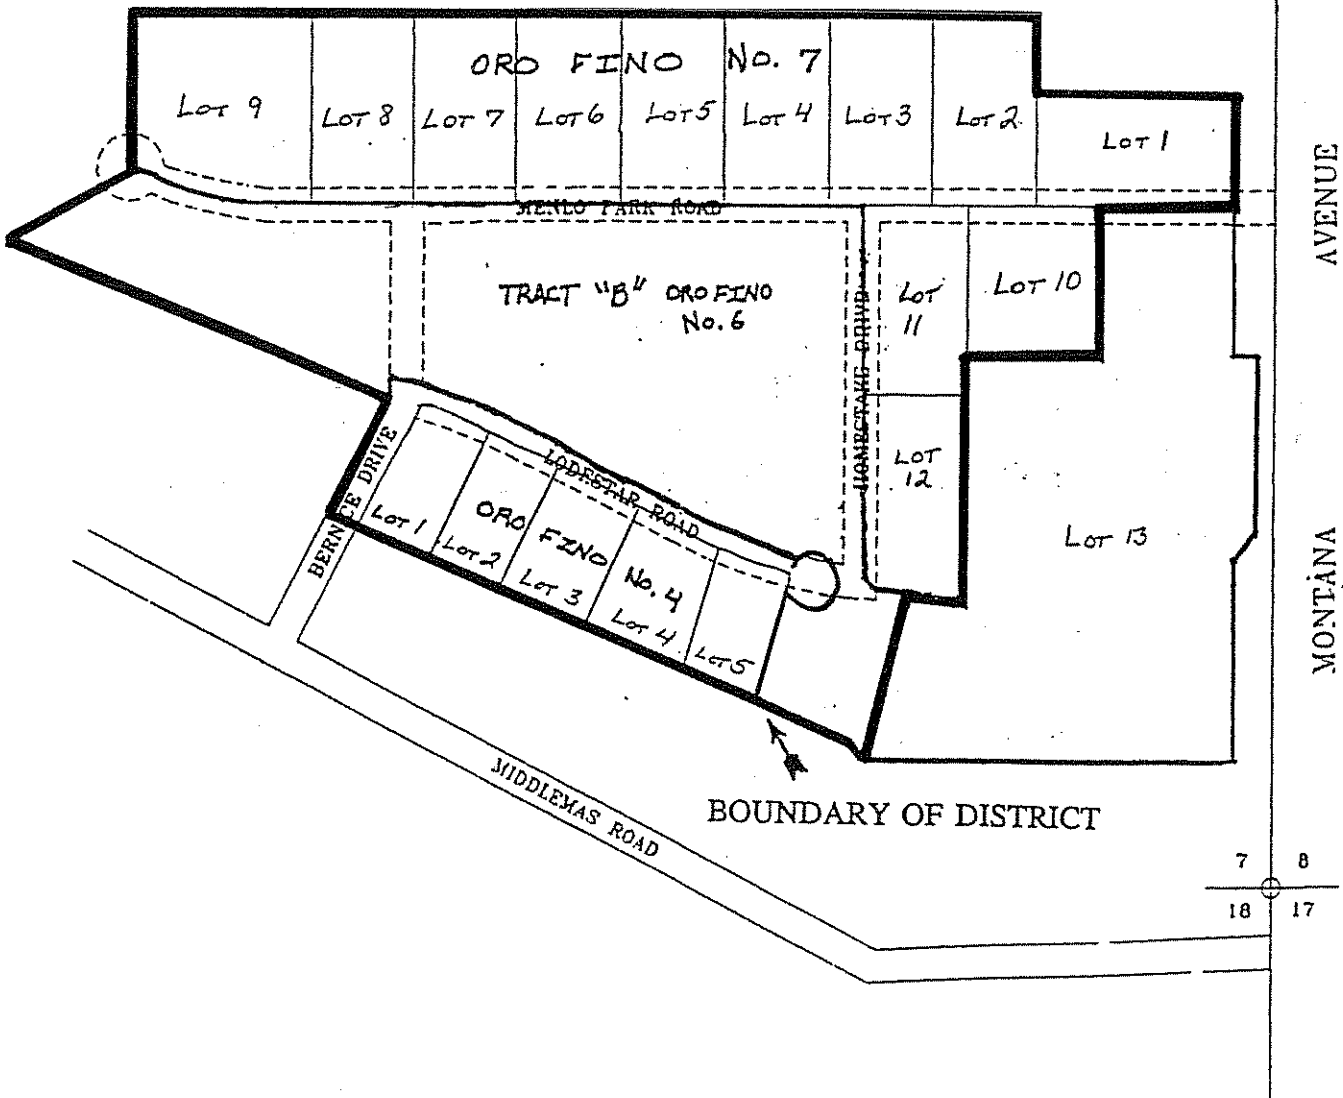 ORO FINO No. 7
LOT 9
LOT 8
LOT 7
LOT 6
LOT 5
LOT 4
LOT 3
LOT 2
LOT 1
AVENUE
MENLO PARK ROAD
TRACT "B" ORO FINO
No. 6
HOMESTAKE DRIVE
LOT
11
LOT 10
LOT
12
LOT 13
MONTANA
BERNICE DRIVE
LODESTAR ROAD
ORO FINO No. 4
LOT 1
LOT 2
LOT 3
LOT 4
LOT 5
MIDDLEMAS ROAD
BOUNDARY OF DISTRICT
7 8
18 17